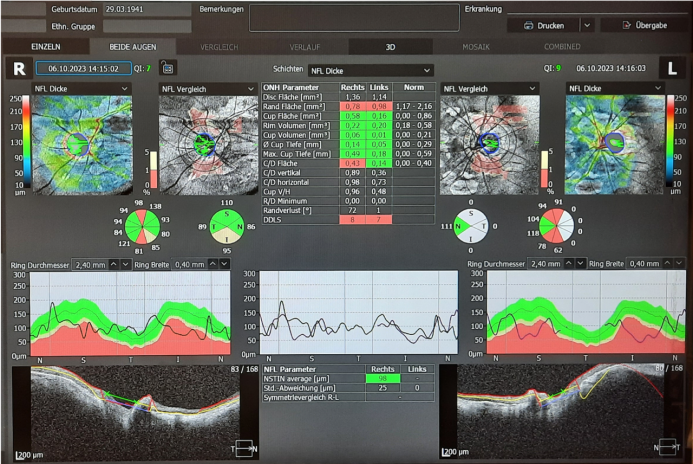 Geburtsdatum 29.03.1941 Bemerkungen Erkrankung
Ethn. Gruppe Drucken Übergabe
EINZELN BEIDE AUGEN VERGLEICH VERLAUF 3D MOSAIK COMBINED
R 06.10.2023 14:15:02 QI: 7 Schichten NFL Dicke QI: 9 06.10.2023 14:16:03 L
NFL Dicke NFL Vergleich NFL Vergleich NFL Dicke
ONH Parameter Rechts Links Norm
Disc Fläche [mm²] 1,36 1,14
Rand Fläche [mm²] 0,78 0,98 1,17 - 2,16
Cup Fläche [mm²] 0,58 0,16 0,00 - 0,86
Rim Volumen [mm³] 0,22 0,20 0,18 - 0,58
Cup Volumen [mm³] 0,06 0,01 0,00 - 0,21
Ø Cup Tiefe [mm] 0,14 0,05 0,00 - 0,29
Max. Cup Tiefe [mm] 0,49 0,18 0,00 - 0,59
C/D Fläche 0,43 0,14 0,00 - 0,40
C/D vertikal 0,89 0,36
C/D horizontal 0,98 0,73
Cup V/H 0,96 0,48
R/D Minimum 0,00 0,00
Randverlust [°] 72 1
DDLS 8 7
250
210
170
130
90
50
10
µm
5
1
0
%
5
1
0
%
250
210
170
130
90
50
10
µm
98
94 138
94 93
84 80
121 85
81
110
S
89 T N 86
I
95
0
S
111 N T 0
I
0
94 91
104 0
118 0
78 62
Ring Durchmesser 2,40 mm Ring Breite 0,40 mm
Ring Durchmesser 2,40 mm Ring Breite 0,40 mm
300
250
200
150
100
50
0µm
N S T I N
300
250
200
150
100
50
0µm
N S T I N
300
250
200
150
100
50
0µm
N S T I N
83 / 168
200 µm
T N
NFL Parameter Rechts Links
NSTIN average [µm] 98
Std.-Abweichung [µm] 25 0
Symmetrievergleich R-L
80 / 168
200 µm
N T